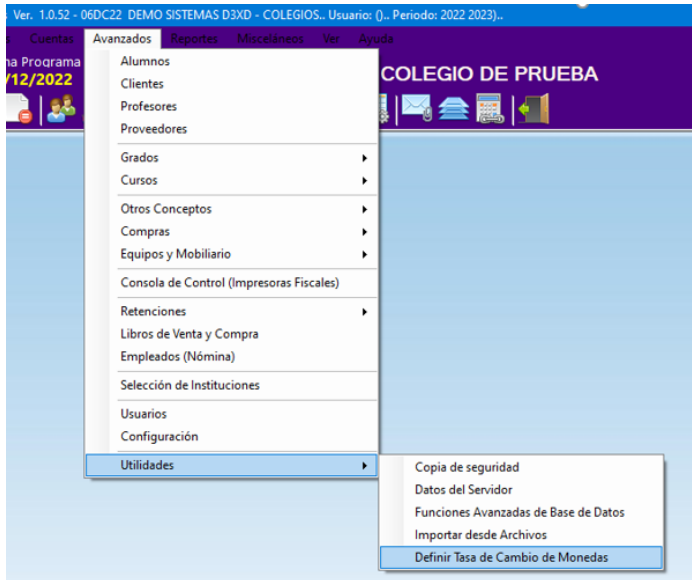 Ver. 1.0.52 - 06DC22 DEMO SISTEMAS D3XD - COLEGIOS.. Usuario: ().. Periodo: 2022 2023)..
Cuentas Avanzados Reportes Misceláneos Ver Ayuda
na Programa
/12/2022
COLEGIO DE PRUEBA
Alumnos
Clientes
Profesores
Proveedores
Grados
Cursos
Otros Conceptos
Compras
Equipos y Mobiliario
Consola de Control (Impresoras Fiscales)
Retenciones
Libros de Venta y Compra
Empleados (Nómina)
Selección de Instituciones
Usuarios
Configuración
Utilidades
Copia de seguridad
Datos del Servidor
Funciones Avanzadas de Base de Datos
Importar desde Archivos
Definir Tasa de Cambio de Monedas